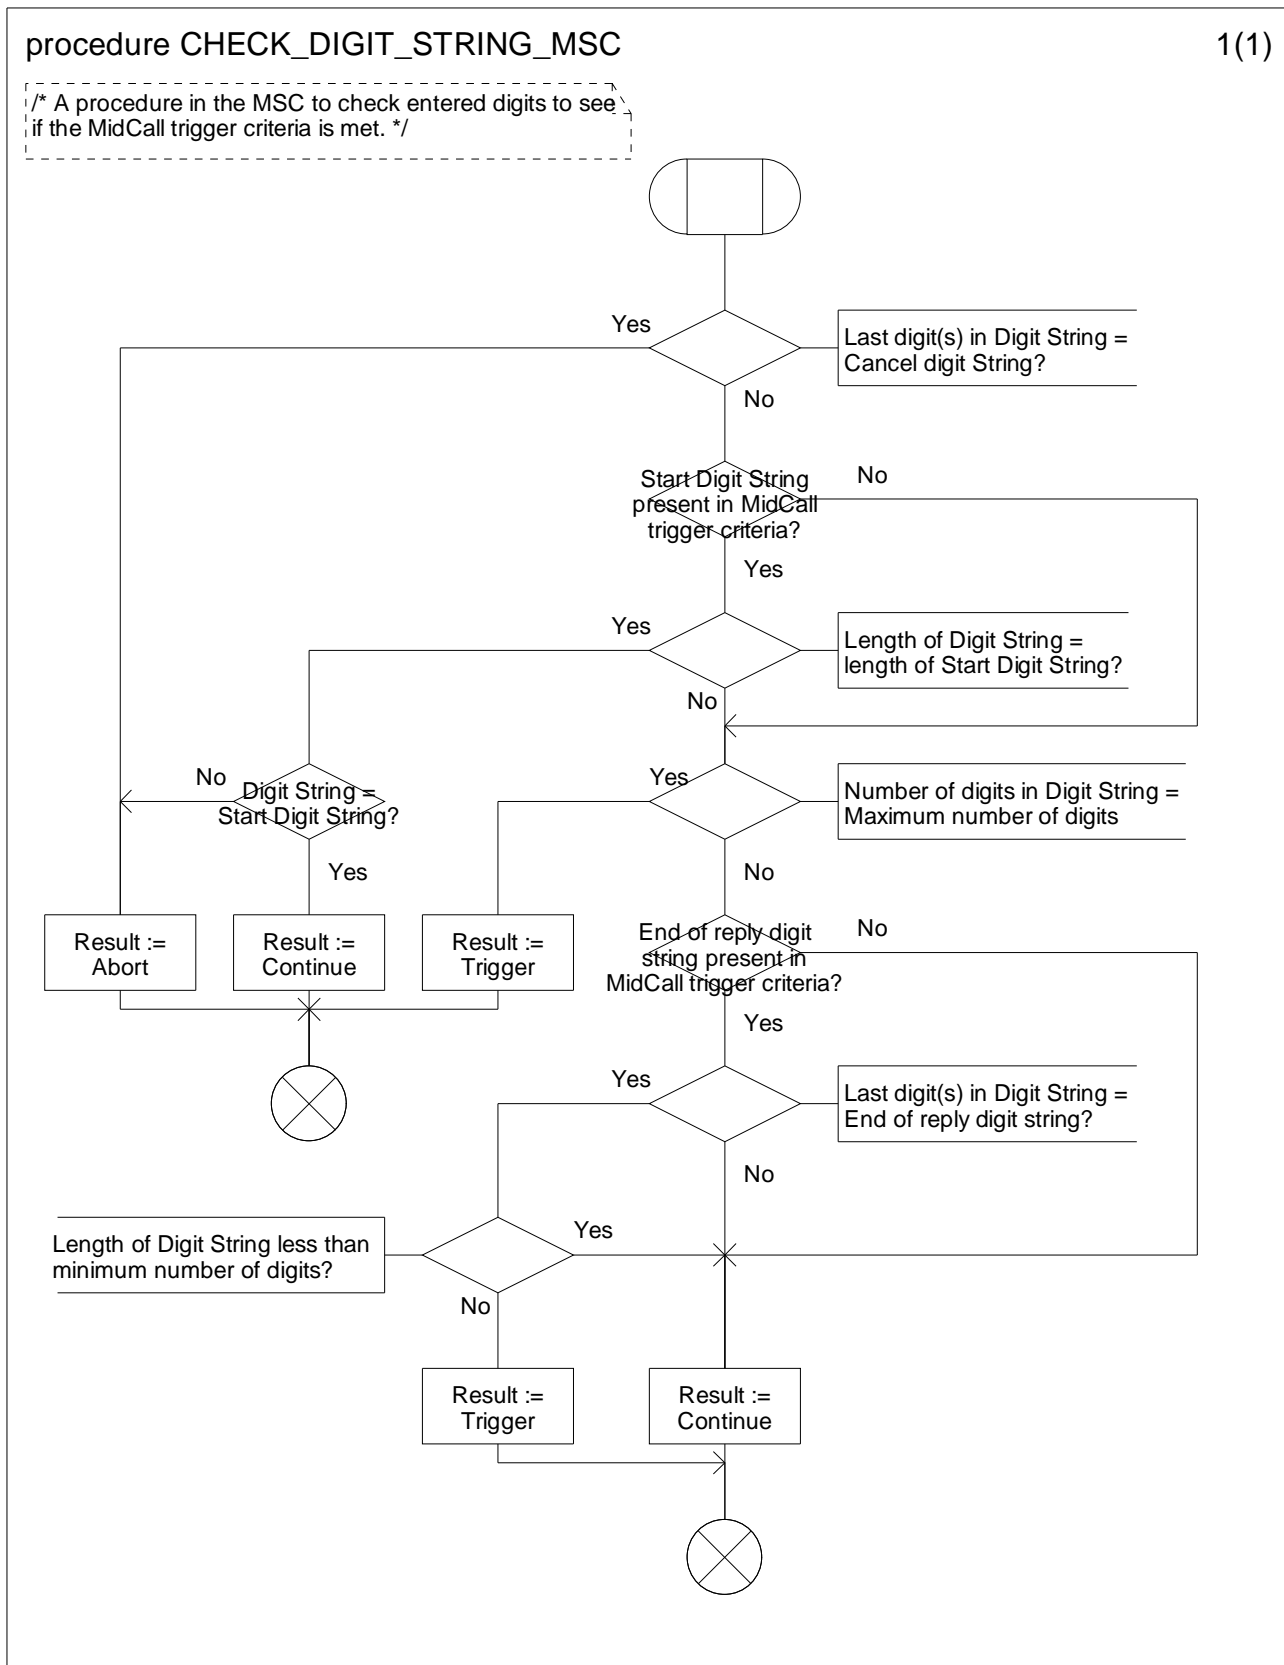 procedure CHECK_DIGIT_STRING_MSC
1(1)
/* A procedure in the MSC to check entered digits to see
if the MidCall trigger criteria is met. */
Yes
Last digit(s) in Digit String =
Cancel digit String?
No
Start Digit String
present in MidCall
trigger criteria?
No
Yes
Yes
Length of Digit String =
length of Start Digit String?
No
No
Digit String =
Start Digit String?
Yes
Number of digits in Digit String =
Maximum number of digits
Yes
No
Result :=
Abort
Result :=
Continue
Result :=
Trigger
End of reply digit
string present in
MidCall trigger criteria?
No
Yes
Yes
Last digit(s) in Digit String =
End of reply digit string?
No
Length of Digit String less than
minimum number of digits?
Yes
No
Result :=
Trigger
Result :=
Continue